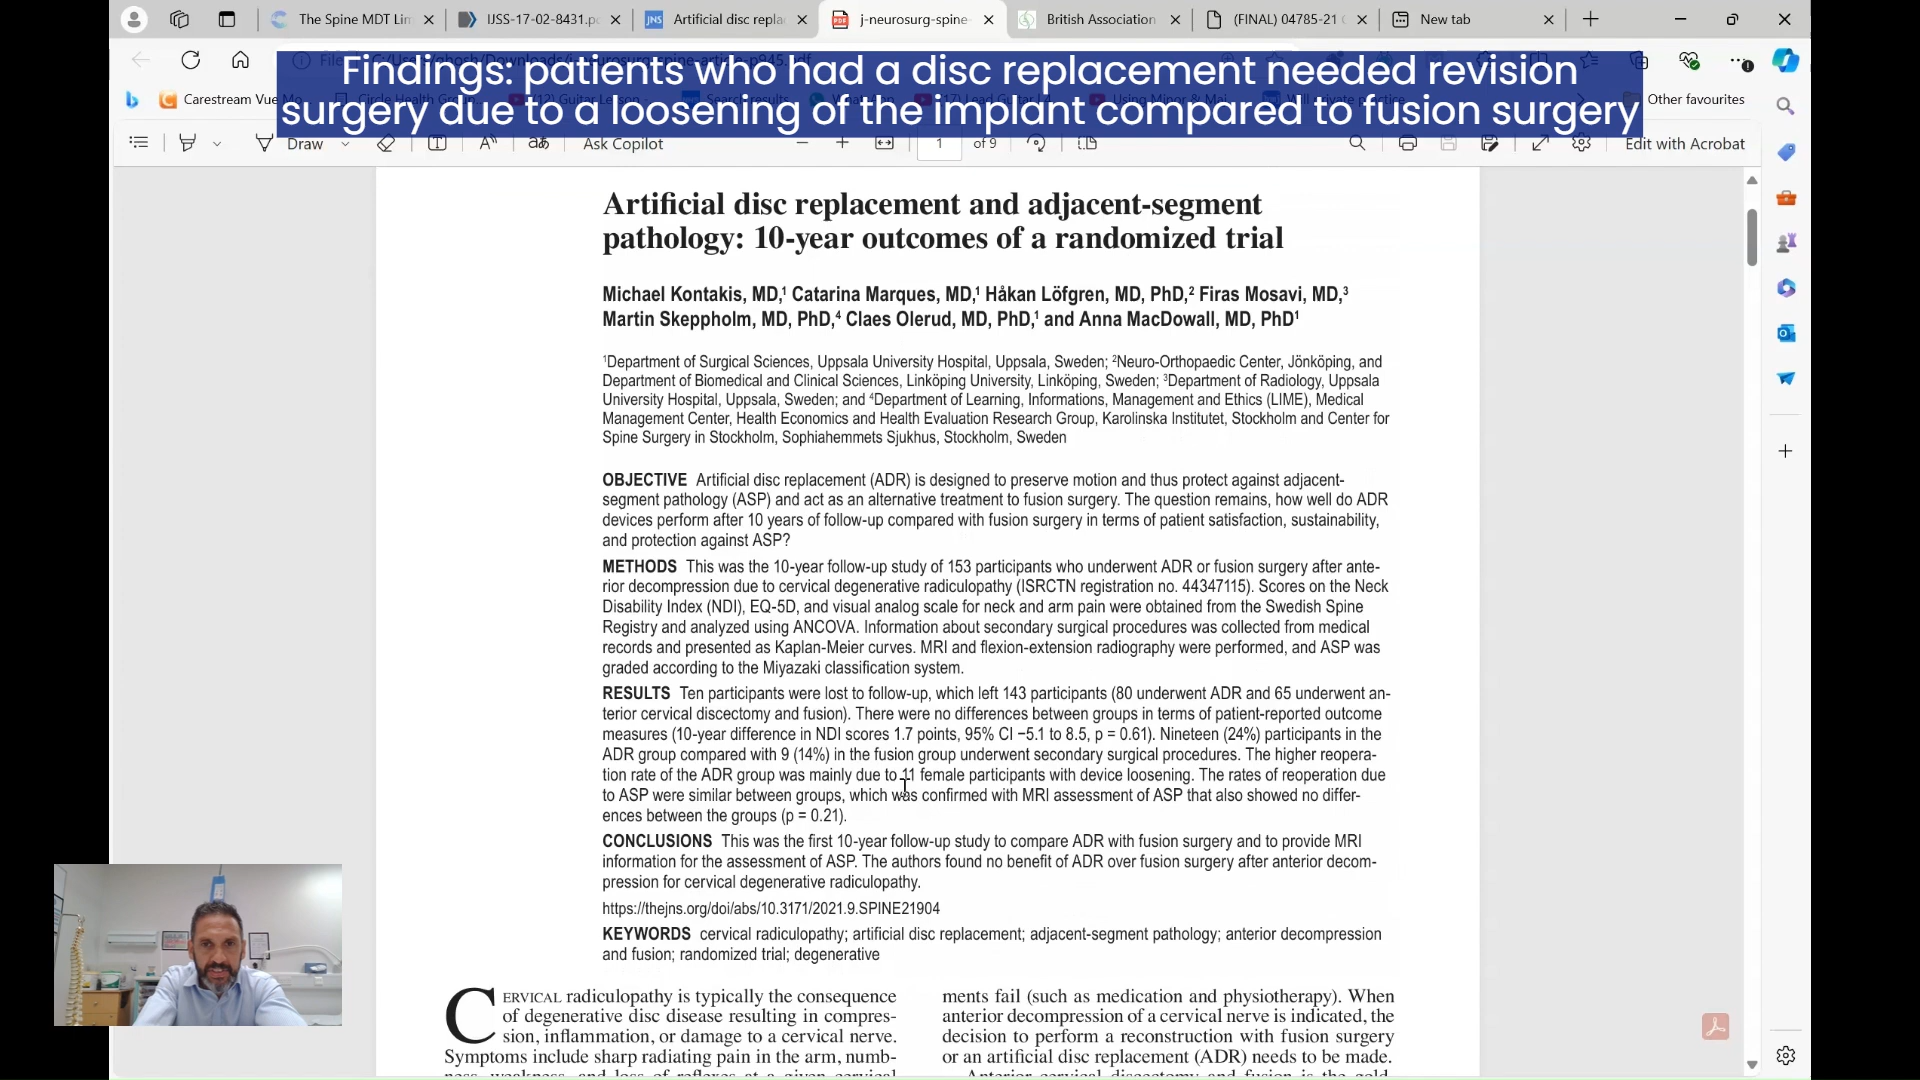 The Spine MDT Lim
IJSS-17-02-8431.p
Artificial disc repla
j-neurosurg-spine-
British Association
(FINAL) 04785-21
New tab
Findings: patients who had a disc replacement needed revision
surgery due to a loosening of the implant compared to fusion surgery
Carestream Vue
Other favourites
Draw
Ask Copilot
1 of 9
Edit with Acrobat
Artificial disc replacement and adjacent-segment
pathology: 10-year outcomes of a randomized trial
Michael Kontakis, MD,¹ Catarina Marques, MD,¹ Håkan Löfgren, MD, PhD,² Firas Mosavi, MD,³
Martin Skeppholm, MD, PhD,⁴ Claes Olerud, MD, PhD,¹ and Anna MacDowall, MD, PhD¹
¹Department of Surgical Sciences, Uppsala University Hospital, Uppsala, Sweden; ²Neuro-Orthopaedic Center, Jönköping, and
Department of Biomedical and Clinical Sciences, Linköping University, Linköping, Sweden; ³Department of Radiology, Uppsala
University Hospital, Uppsala, Sweden; and ⁴Department of Learning, Informations, Management and Ethics (LIME), Medical
Management Center, Health Economics and Health Evaluation Research Group, Karolinska Institutet, Stockholm and Center for
Spine Surgery in Stockholm, Sophiahemmets Sjukhus, Stockholm, Sweden
OBJECTIVE Artificial disc replacement (ADR) is designed to preserve motion and thus protect against adjacent-
segment pathology (ASP) and act as an alternative treatment to fusion surgery. The question remains, how well do ADR
devices perform after 10 years of follow-up compared with fusion surgery in terms of patient satisfaction, sustainability,
and protection against ASP?
METHODS This was the 10-year follow-up study of 153 participants who underwent ADR or fusion surgery after ante-
rior decompression due to cervical degenerative radiculopathy (ISRCTN registration no. 44347115). Scores on the Neck
Disability Index (NDI), EQ-5D, and visual analog scale for neck and arm pain were obtained from the Swedish Spine
Registry and analyzed using ANCOVA. Information about secondary surgical procedures was collected from medical
records and presented as Kaplan-Meier curves. MRI and flexion-extension radiography were performed, and ASP was
graded according to the Miyazaki classification system.
RESULTS Ten participants were lost to follow-up, which left 143 participants (80 underwent ADR and 65 underwent an-
terior cervical discectomy and fusion). There were no differences between groups in terms of patient-reported outcome
measures (10-year difference in NDI scores 1.7 points, 95% CI −5.1 to 8.5, p = 0.61). Nineteen (24%) participants in the
ADR group compared with 9 (14%) in the fusion group underwent secondary surgical procedures. The higher reopera-
tion rate of the ADR group was mainly due to 11 female participants with device loosening. The rates of reoperation due
to ASP were similar between groups, which was confirmed with MRI assessment of ASP that also showed no differ-
ences between the groups (p = 0.21).
CONCLUSIONS This was the first 10-year follow-up study to compare ADR with fusion surgery and to provide MRI
information for the assessment of ASP. The authors found no benefit of ADR over fusion surgery after anterior decom-
pression for cervical degenerative radiculopathy.
https://thejns.org/doi/abs/10.3171/2021.9.SPINE21904
KEYWORDS cervical radiculopathy; artificial disc replacement; adjacent-segment pathology; anterior decompression
and fusion; randomized trial; degenerative
CERVICAL radiculopathy is typically the consequence
of degenerative disc disease resulting in compres-
sion, inflammation, or damage to a cervical nerve.
Symptoms include sharp radiating pain in the arm, numb-
ments fail (such as medication and physiotherapy). When
anterior decompression of a cervical nerve is indicated, the
decision to perform a reconstruction with fusion surgery
or an artificial disc replacement (ADR) needs to be made.